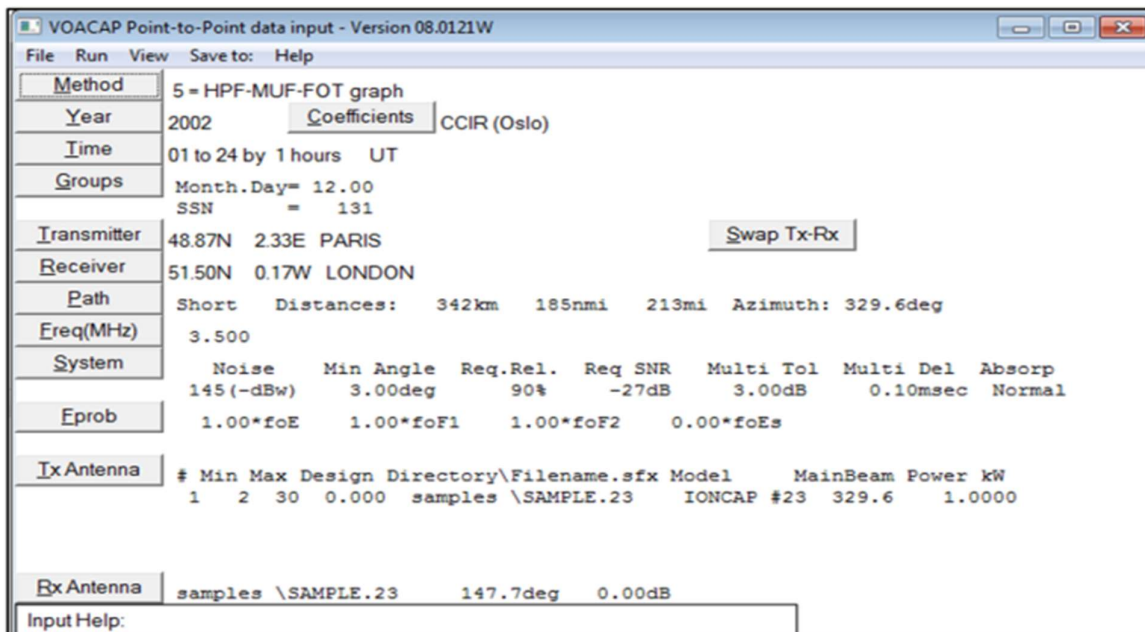 VOACAP Point-to-Point data input - Version 08.0121W
File Run View Save to: Help
Method 5 = HPF-MUF-FOT graph
Year 2002 Coefficients CCIR (Oslo)
Time 01 to 24 by 1 hours UT
Groups Month.Day= 12.00
SSN = 131
Transmitter 48.87N 2.33E PARIS Swap Tx-Rx
Receiver 51.50N 0.17W LONDON
Path Short Distances: 342km 185nmi 213mi Azimuth: 329.6deg
Freq(MHz) 3.500
System Noise Min Angle Req.Rel. Req SNR Multi Tol Multi Del Absorp
145(-dBw) 3.00deg 90% -27dB 3.00dB 0.10msec Normal
Fprob 1.00*foE 1.00*foF1 1.00*foF2 0.00*foEs
Tx Antenna # Min Max Design Directory\Filename.sfx Model MainBeam Power kW
1 2 30 0.000 samples \SAMPLE.23 IONCAP #23 329.6 1.0000
Rx Antenna samples \SAMPLE.23 147.7deg 0.00dB
Input Help: